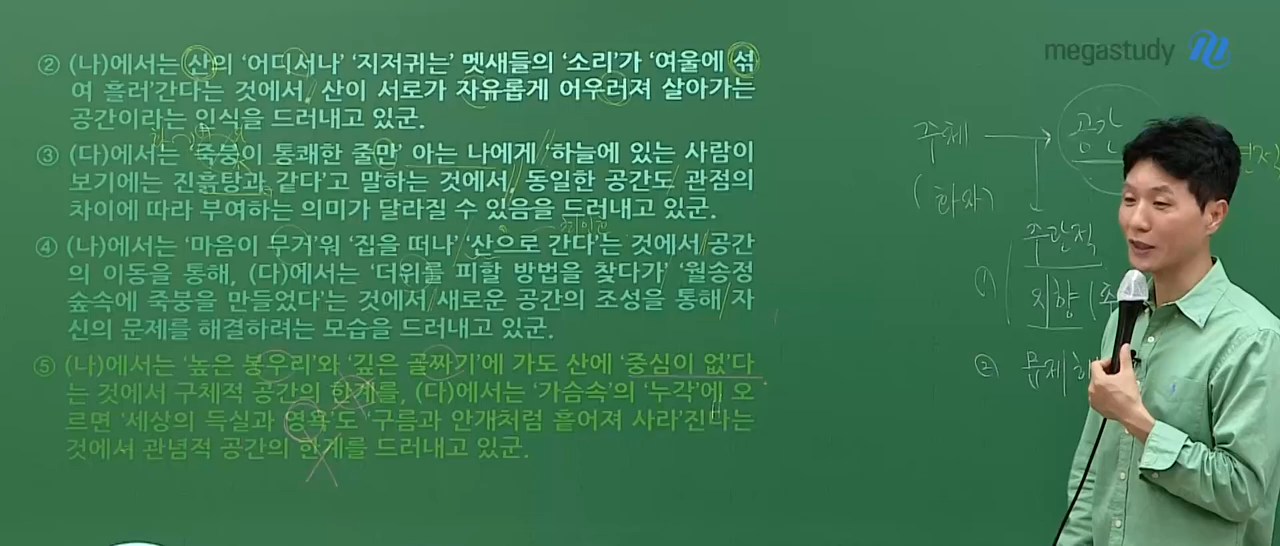 megastudy
② (나)에서는 산의 ‘어디서나’ ‘지저귀는’ 멧새들의 ‘소리’가 ‘여울에 섞
여 흘러’간다는 것에서, 산이 서로가 자유롭게 어우러져 살아가는
공간이라는 인식을 드러내고 있군.
③ (다)에서는 ‘죽붕이 통쾌한 줄만’ 아는 나에게 ‘하늘에 있는 사람이
보기에는 진흙탕과 같다’고 말하는 것에서, 동일한 공간도 관점의
차이에 따라 부여하는 의미가 달라질 수 있음을 드러내고 있군.
④ (나)에서는 ‘마음이 무거’워 ‘집을 떠나’ ‘산으로 간다’는 것에서 공간
의 이동을 통해, (다)에서는 ‘더위를 피할 방법을 찾다가’ ‘월송정
숲속에 죽붕을 만들었다’는 것에서 새로운 공간의 조성을 통해 자
신의 문제를 해결하려는 모습을 드러내고 있군.
⑤ (나)에서는 ‘높은 봉우리’와 ‘깊은 골짜기’에 가도 산에 ‘중심이 없’다
는 것에서 구체적 공간의 한계를, (다)에서는 ‘가슴속’의 ‘누각’에 오
르면 ‘세상의 득실과 영욕’도 ‘구름과 안개처럼 흩어져 사라’진다는
것에서 관념적 공간의 한계를 드러내고 있군.
주체
공간
(화자)
주관적
① 지향
② 문제